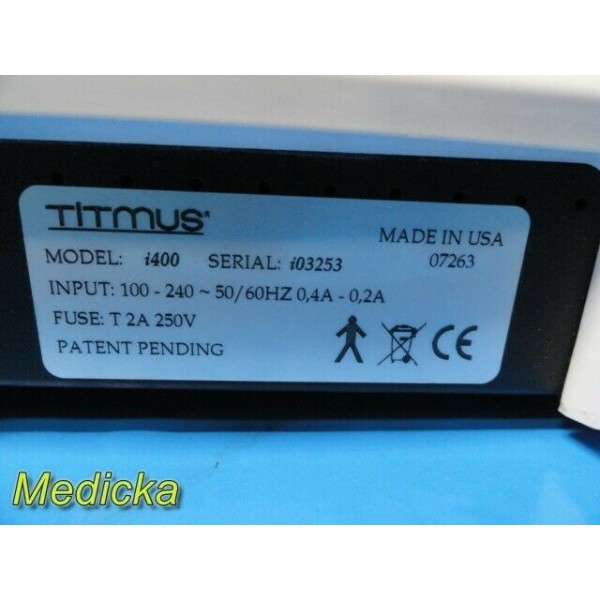 TITMUS®
MADE IN USA
MODEL: i400 SERIAL: i03253 07263
INPUT: 100 - 240 ~ 50/60HZ 0,4A - 0,2A
FUSE: T 2A 250V
PATENT PENDING
CE
Medicka